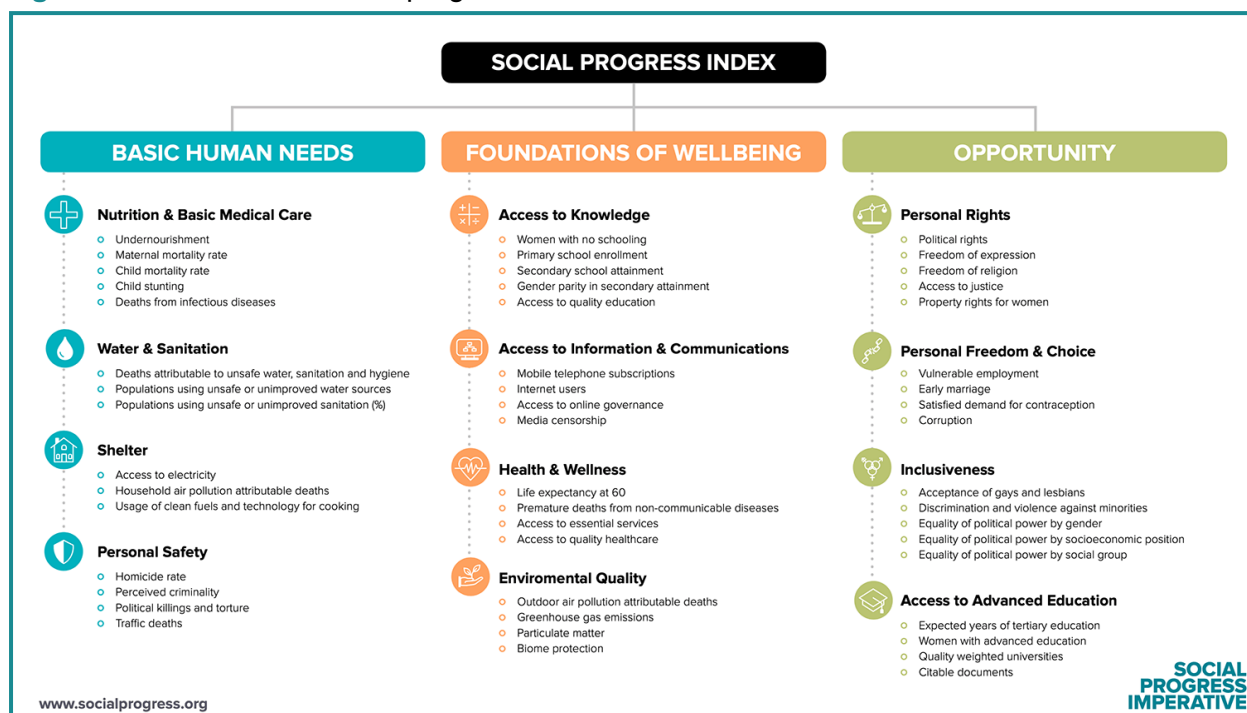 SOCIAL PROGRESS INDEX
BASIC HUMAN NEEDS
Nutrition & Basic Medical Care
Undernourishment
Maternal mortality rate
Child mortality rate
Child stunting
Deaths from infectious diseases
Water & Sanitation
Deaths attributable to unsafe water, sanitation and hygiene
Populations using unsafe or unimproved water sources
Populations using unsafe or unimproved sanitation (%)
Shelter
Access to electricity
Household air pollution attributable deaths
Usage of clean fuels and technology for cooking
Personal Safety
Homicide rate
Perceived criminality
Political killings and torture
Traffic deaths
FOUNDATIONS OF WELLBEING
Access to Knowledge
Women with no schooling
Primary school enrollment
Secondary school attainment
Gender parity in secondary attainment
Access to quality education
Access to Information & Communications
Mobile telephone subscriptions
Internet users
Access to online governance
Media censorship
Health & Wellness
Life expectancy at 60
Premature deaths from non-communicable diseases
Access to essential services
Access to quality healthcare
Enviromental Quality
Outdoor air pollution attributable deaths
Greenhouse gas emissions
Particulate matter
Biome protection
OPPORTUNITY
Personal Rights
Political rights
Freedom of expression
Freedom of religion
Access to justice
Property rights for women
Personal Freedom & Choice
Vulnerable employment
Early marriage
Satisfied demand for contraception
Corruption
Inclusiveness
Acceptance of gays and lesbians
Discrimination and violence against minorities
Equality of political power by gender
Equality of political power by socioeconomic position
Equality of political power by social group
Access to Advanced Education
Expected years of tertiary education
Women with advanced education
Quality weighted universities
Citable documents
www.socialprogress.org
SOCIAL
PROGRESS
IMPERATIVE